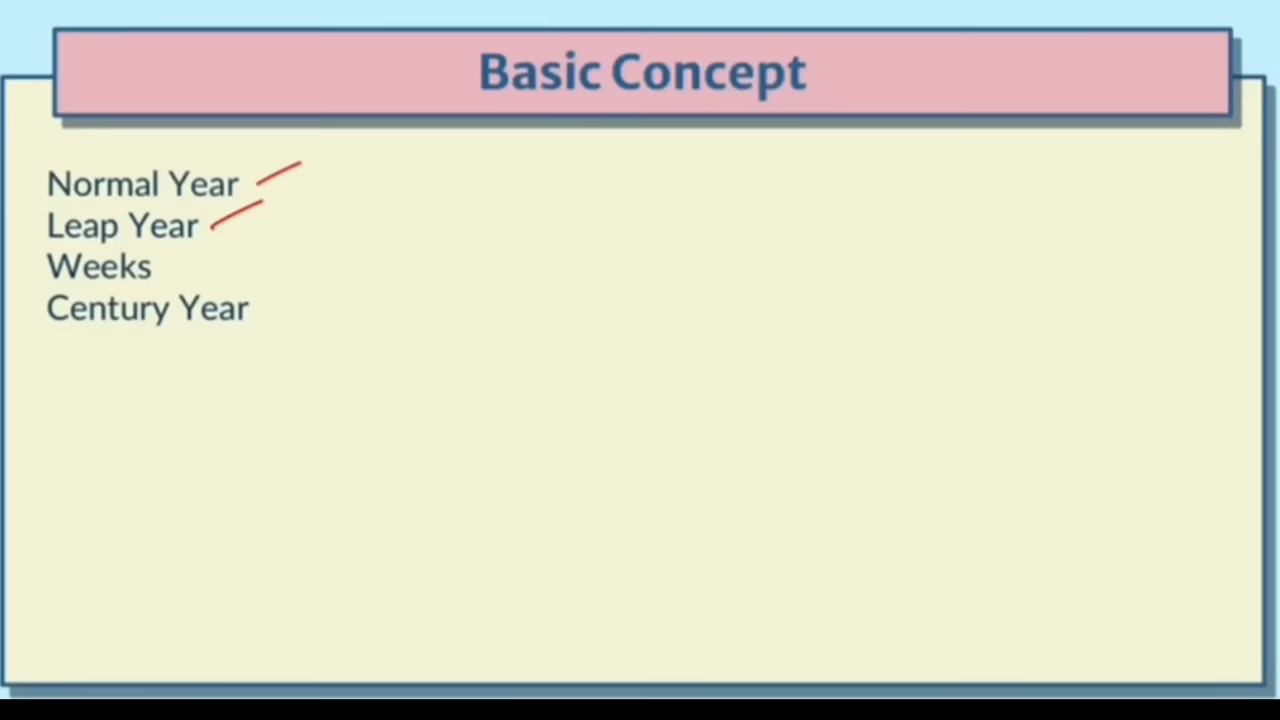 Basic Concept
Normal Year
Leap Year
Weeks
Century Year